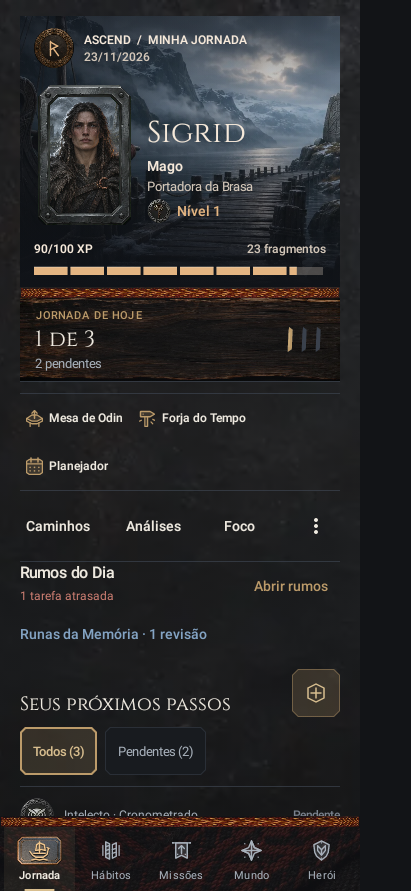 ASCEND / MINHA JORNADA
23/11/2026
Sigrid
Mago
Portadora da Brasa
Nível 1
90/100 XP
23 fragmentos
JORNADA DE HOJE
1 DE 3
2 pendentes
Mesa de Odin
Forja do Tempo
Planejador
Caminhos
Análises
Foco
Rumos do Dia
1 tarefa atrasada
Abrir rumos
Runas da Memória · 1 revisão
Seus próximos passos
Todos (3)
Pendentes (2)
Intelecto · Cronometrado
Pendente
Jornada
Hábitos
Missões
Mundo
Herói